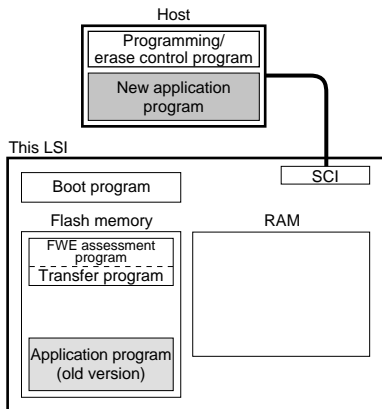 Host
Programming/
erase control program
New application
program
This LSI
SCI
Boot program
Flash memory
RAM
FWE assessment
program
Transfer program
Application program
(old version)